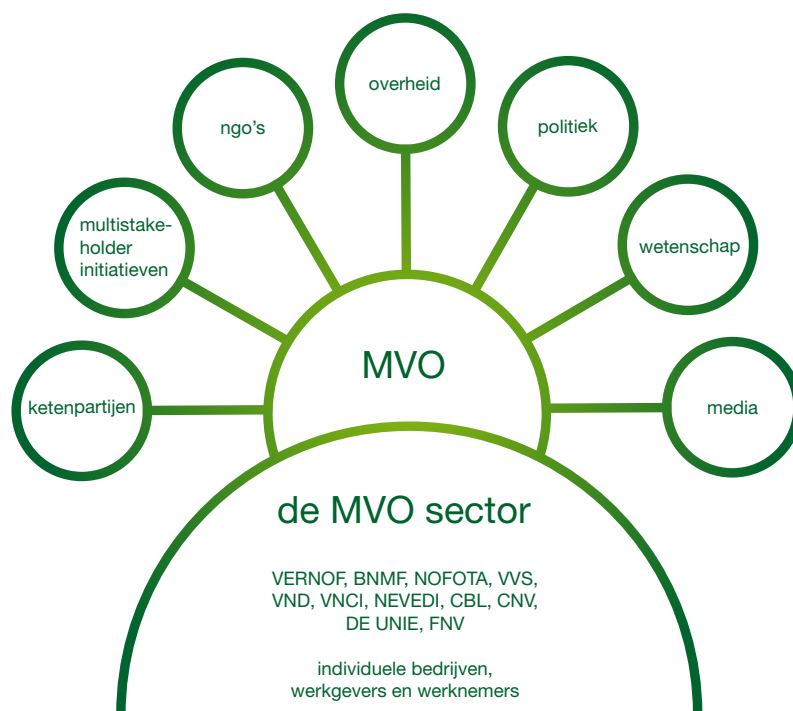 overheid
ngo's
politiek
multistake-
holder
initiatieven
wetenschap
MVO
ketenpartijen
media
de MVO sector
VERNOF, BNMF, NOFOTA, VVS,
VND, VNCI, NEVEDI, CBL, CNV,
DE UNIE, FNV
individuele bedrijven,
werkgevers en werknemers